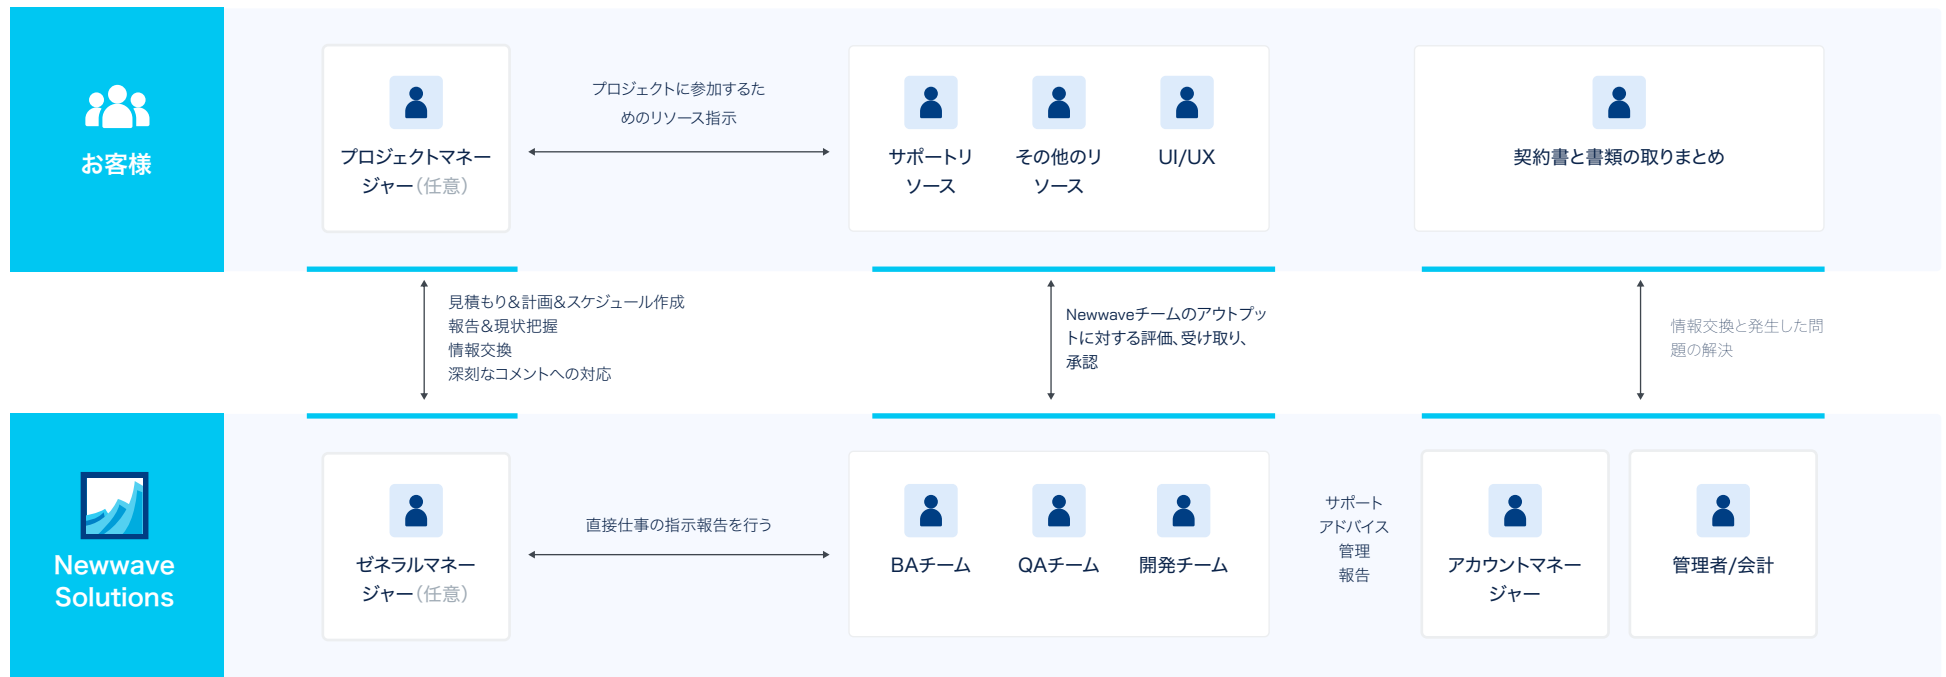 お客様
プロジェクトマネー
ジャー（任意）
プロジェクトに参加するた
めのリソース指示
サポートリ
ソース
その他のリ
ソース
UI/UX
契約書と書類の取りまとめ
見積もり&計画&スケジュール作成
報告&現状把握
情報交換
深刻なコメントへの対応
Newwaveチームのアウトプッ
トに対する評価、受け取り、
承認
情報交換と発生した問
題の解決
Newwave
Solutions
ゼネラルマネー
ジャー（任意）
直接仕事の指示報告を行う
BAチーム
QAチーム
開発チーム
サポート
アドバイス
管理
報告
アカウントマネー
ジャー
管理者/会計